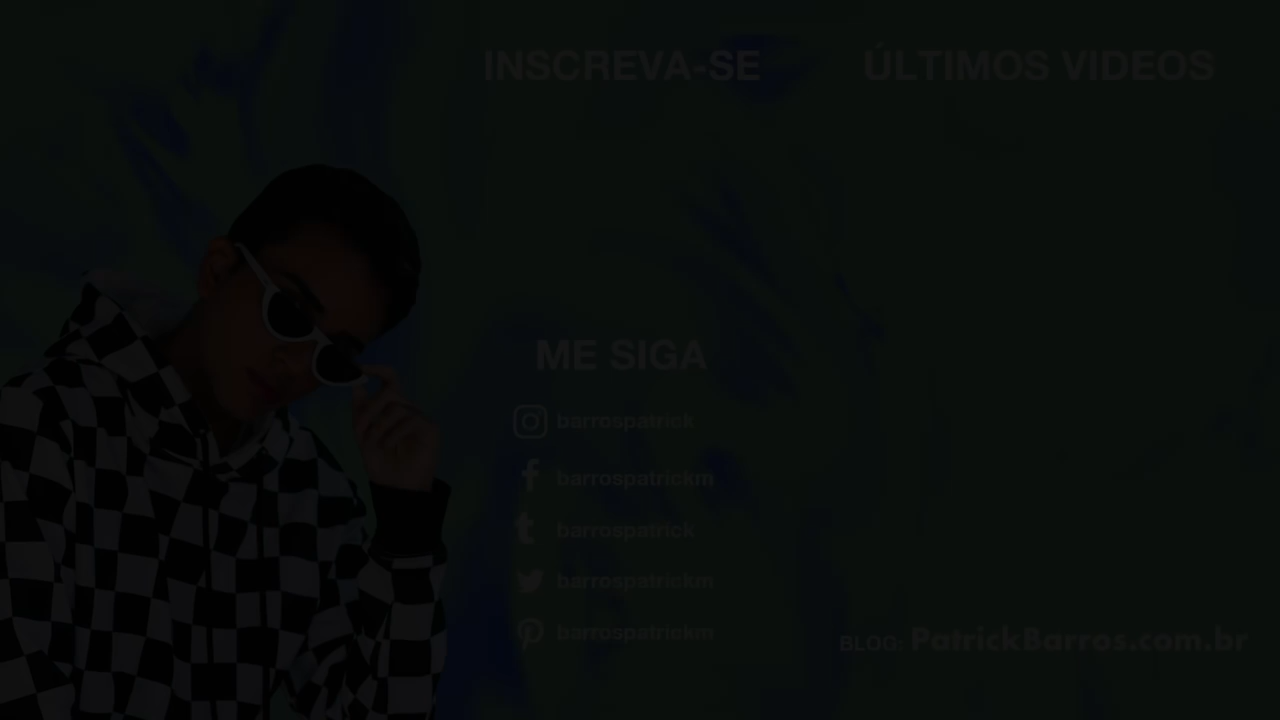 INSCREVA-SE
ÚLTIMOS VIDEOS
ME SIGA
barrospatrick
barrospatrickm
barrospatrick
barrospatrickm
barrospatrickm
BLOG: PatrickBarros.com.br